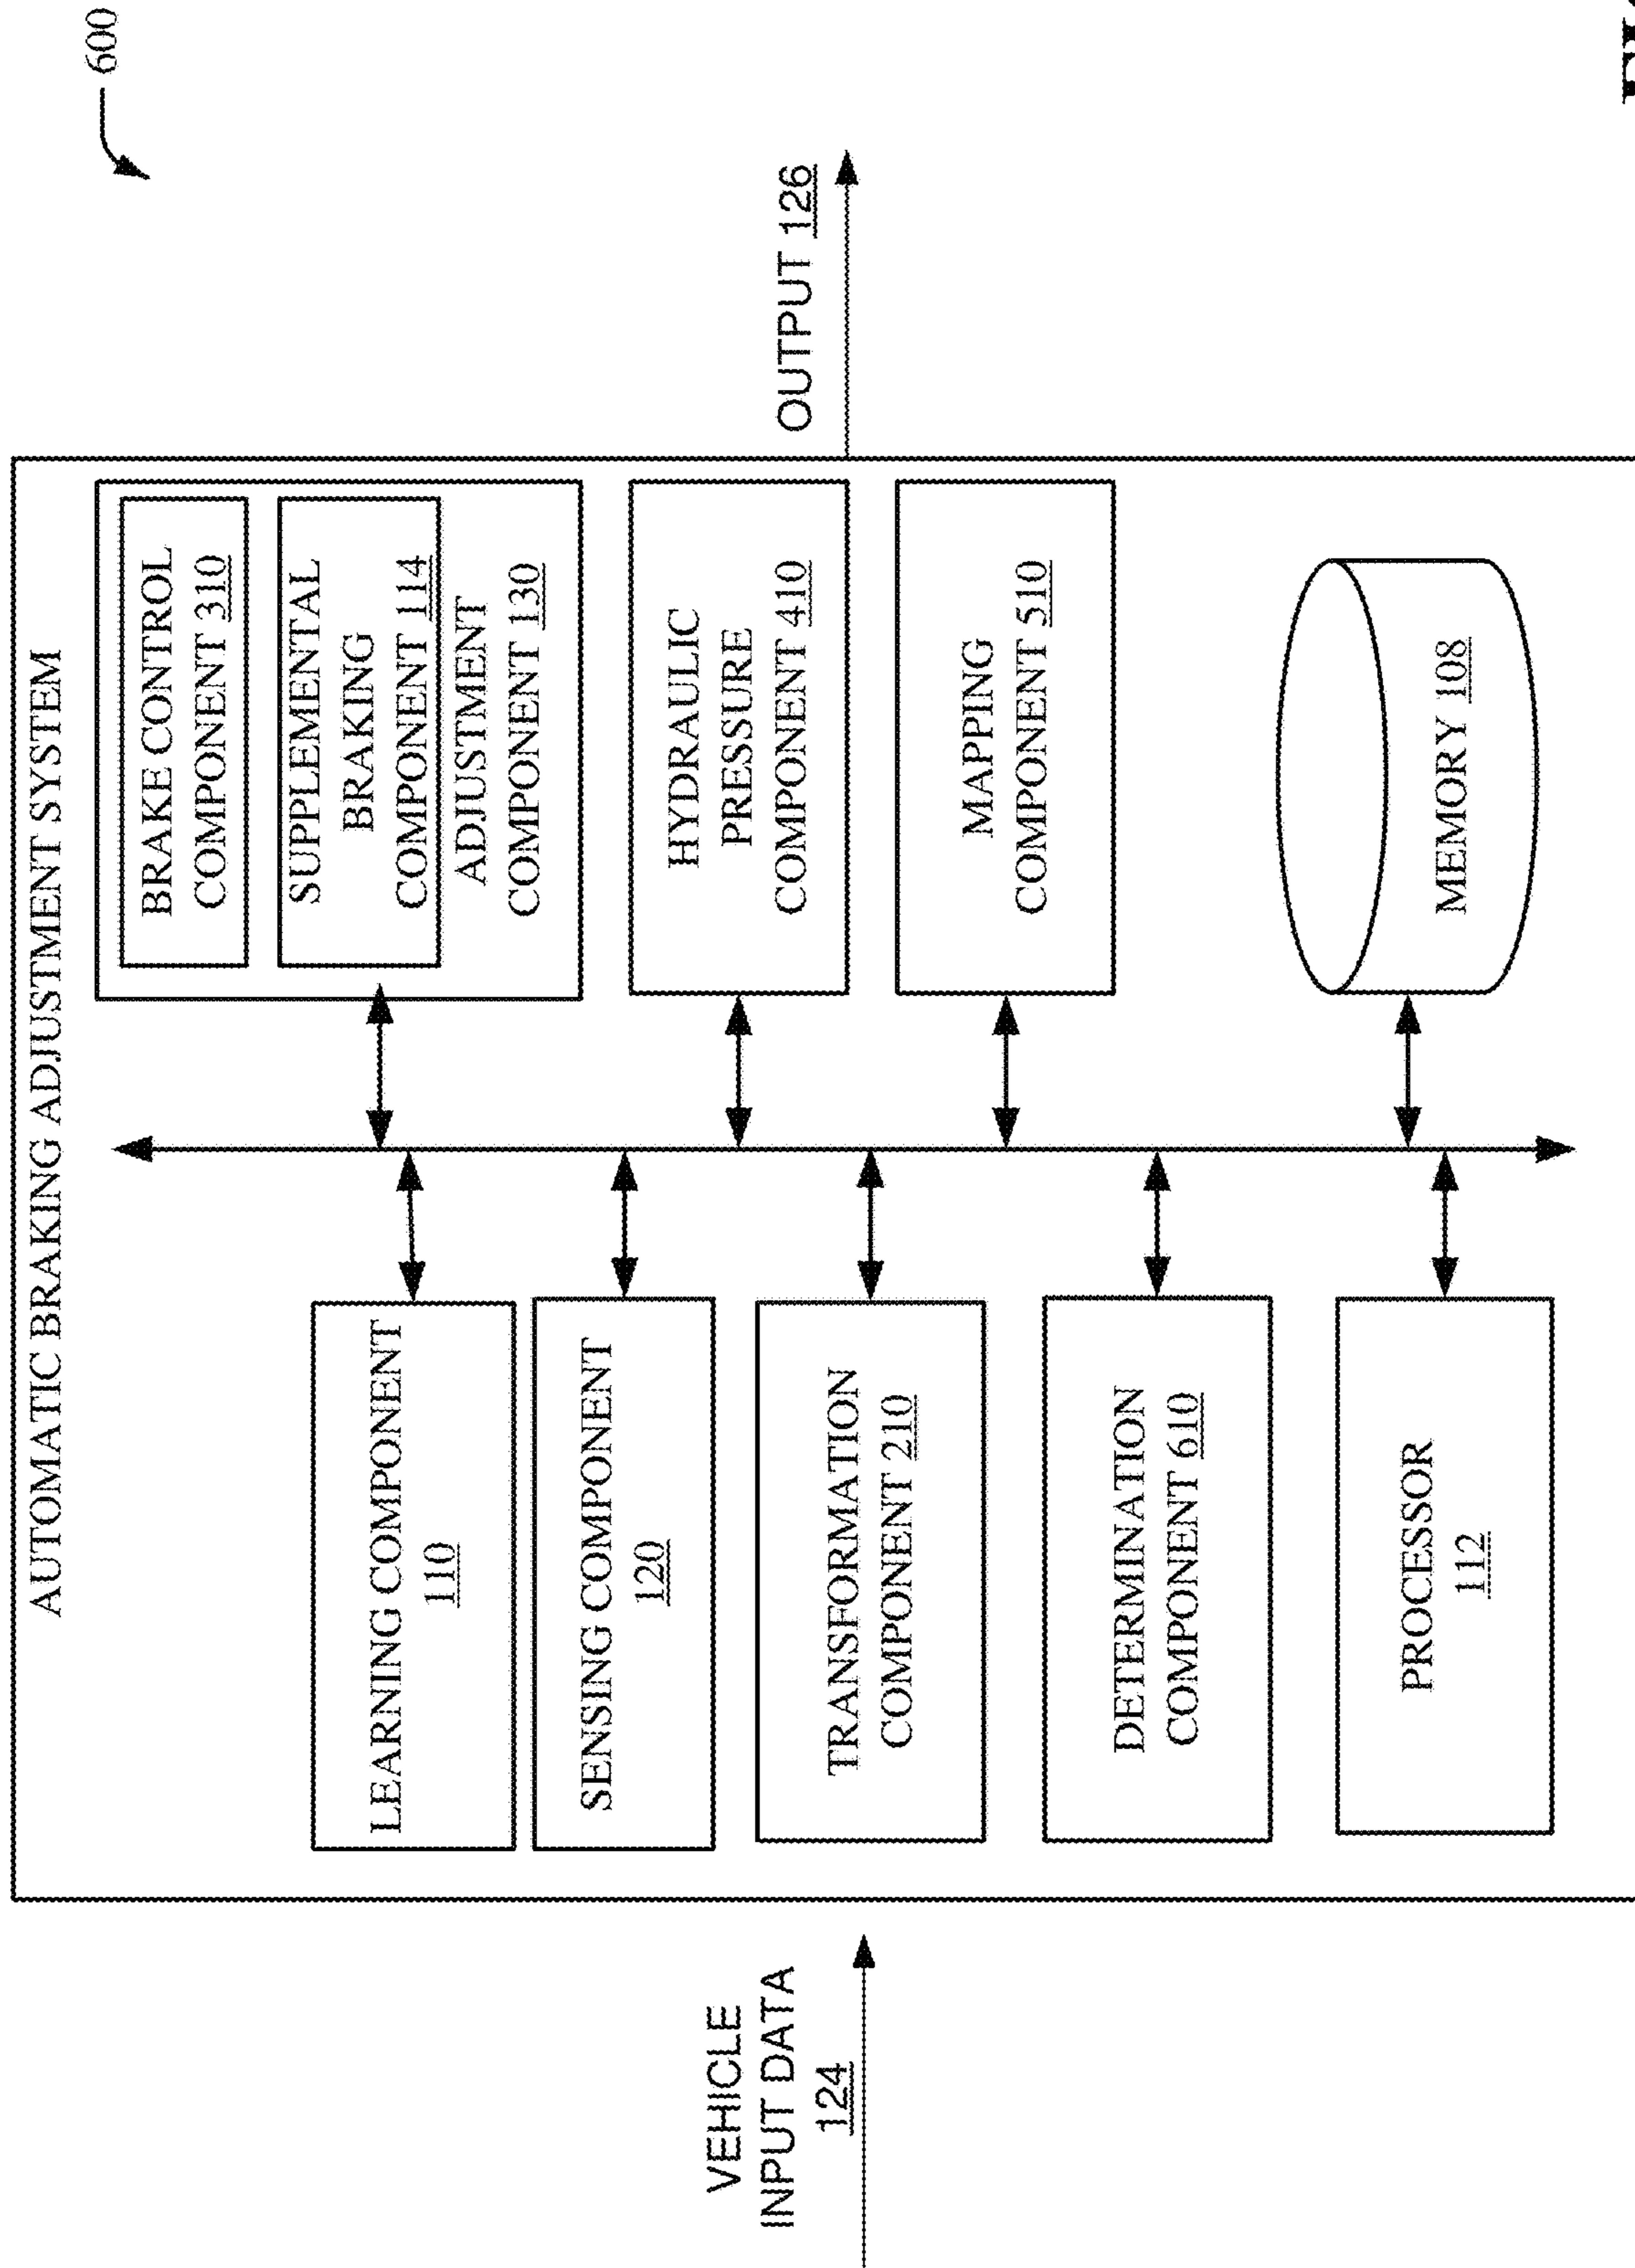 600
AUTOMATIC BRAKING ADJUSTMENT SYSTEM
VEHICLE
INPUT DATA
124
LEARNING COMPONENT
110
SENSING COMPONENT
120
TRANSFORMATION
COMPONENT 210
DETERMINATION
COMPONENT 610
PROCESSOR
112
BRAKE CONTROL
COMPONENT 310
SUPPLEMENTAL
BRAKING
COMPONENT 114
ADJUSTMENT
COMPONENT 130
HYDRAULIC
PRESSURE
COMPONENT 410
MAPPING
COMPONENT 510
MEMORY 108
OUTPUT 126